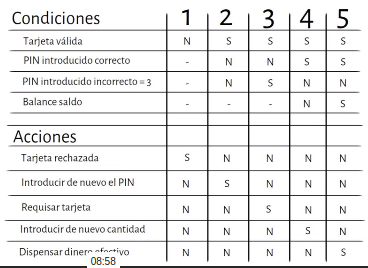 Condiciones 1 2 3 4 5
Tarjeta válida N S S S S
PIN introducido correcto - N N S S
PIN introducido incorrecto = 3 - N S N N
Balance saldo - - - N S
Acciones
Tarjeta rechazada S N N N N
Introducir de nuevo el PIN N S N N N
Requisar tarjeta N N S N N
Introducir de nuevo cantidad N N N S N
Dispensar dinero efectivo N N N N S
08:58